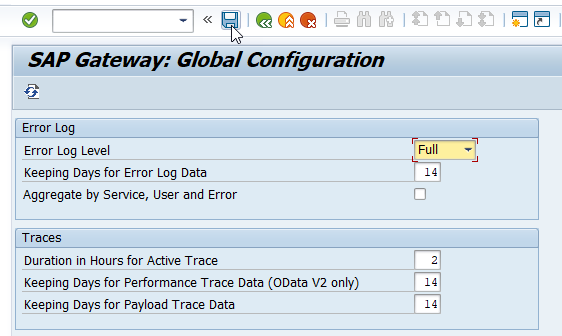 SAP Gateway: Global Configuration
Error Log
Error Log Level Full
Keeping Days for Error Log Data 14
Aggregate by Service, User and Error
Traces
Duration in Hours for Active Trace 2
Keeping Days for Performance Trace Data (OData V2 only) 14
Keeping Days for Payload Trace Data 14